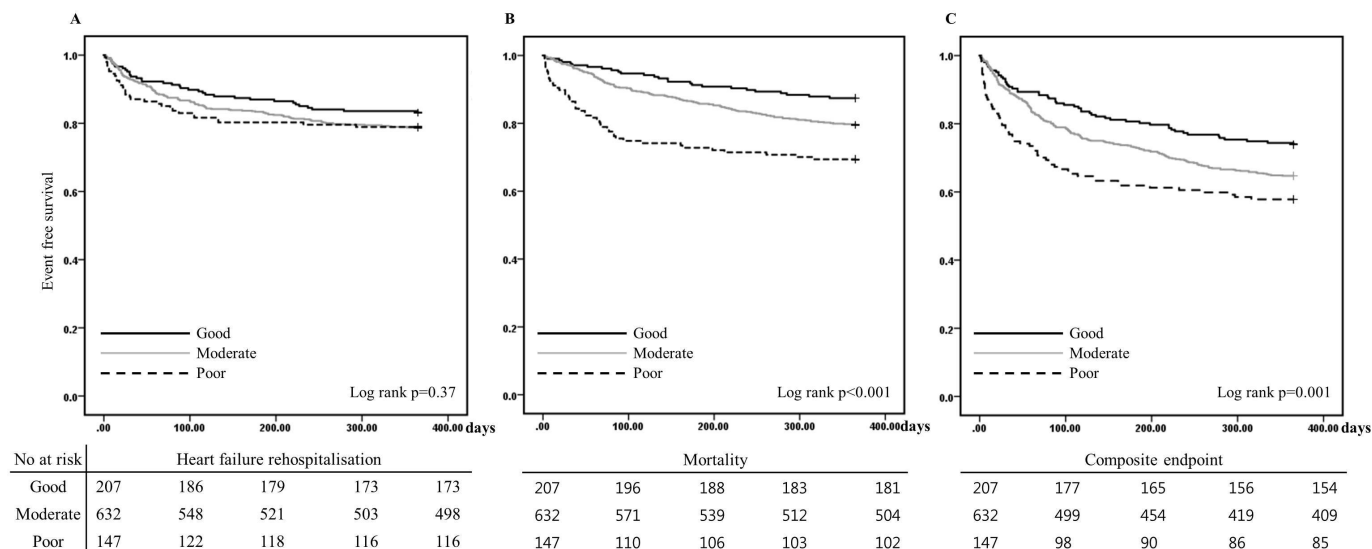 A
B
C
Event free survival
1.0
0.8
0.6
0.4
0.2
0.0
Good
Moderate
Poor
Log rank p=0.37
.00 100.00 200.00 300.00 400.00 days
1.0
0.8
0.6
0.4
0.2
0.0
Good
Moderate
Poor
Log rank p<0.001
.00 100.00 200.00 300.00 400.00 days
1.0
0.8
0.6
0.4
0.2
0.0
Good
Moderate
Poor
Log rank p=0.001
.00 100.00 200.00 300.00 400.00 days
No at risk Heart failure rehospitalisation
Good 207 186 179 173 173
Moderate 632 548 521 503 498
Poor 147 122 118 116 116
Mortality
207 196 188 183 181
632 571 539 512 504
147 110 106 103 102
Composite endpoint
207 177 165 156 154
632 499 454 419 409
147 98 90 86 85